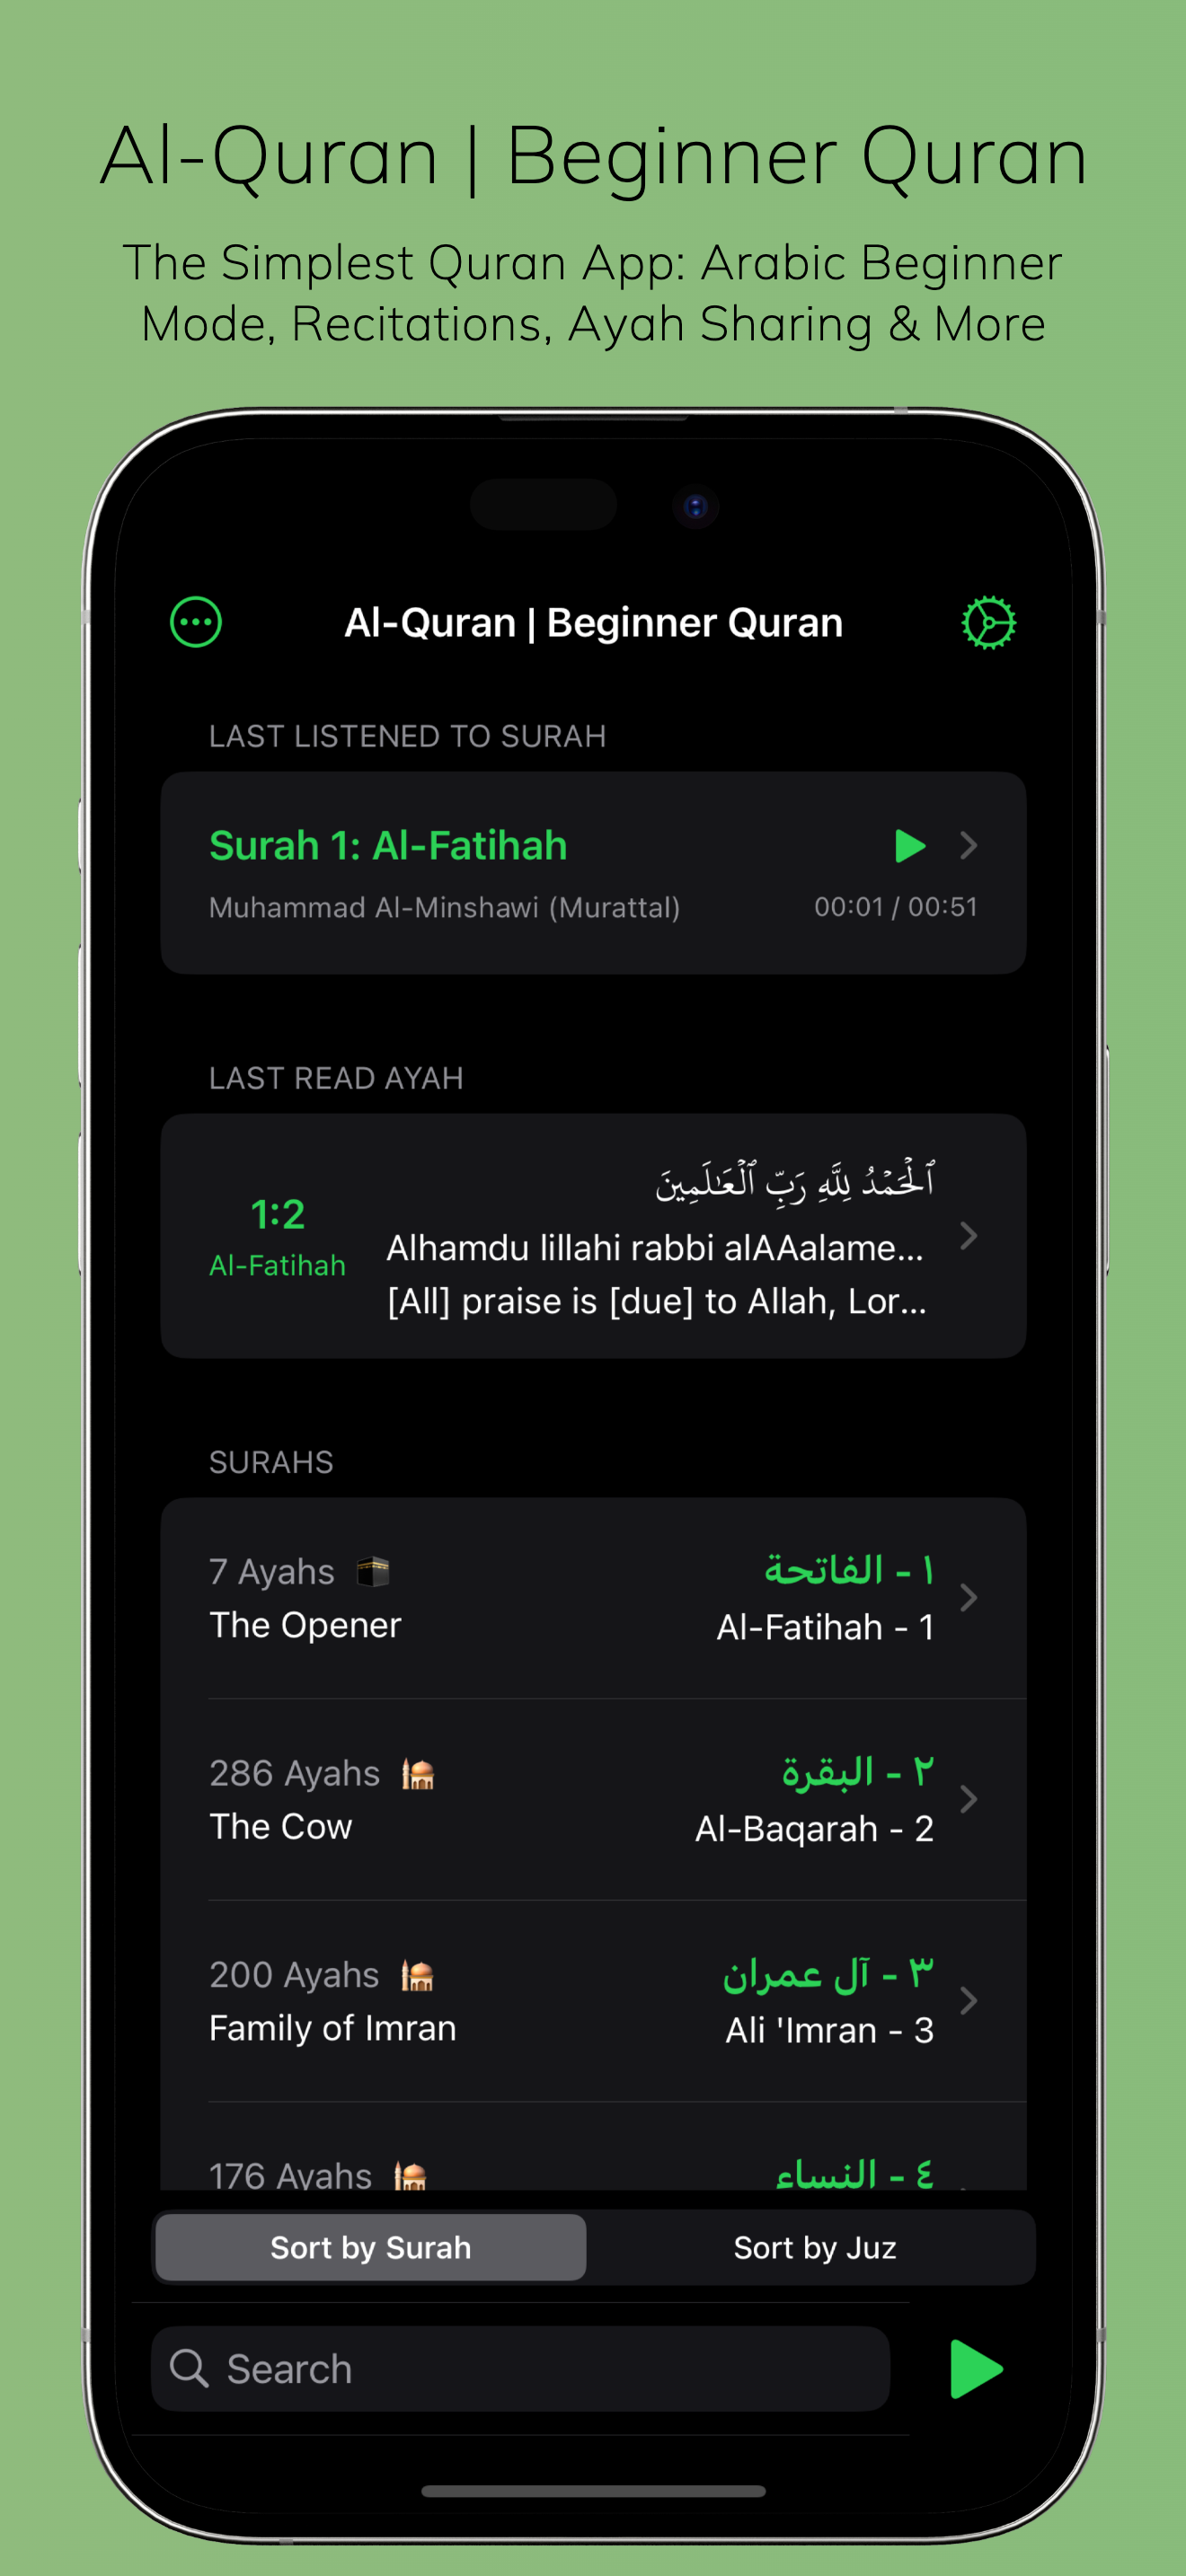 Al-Quran | Beginner Quran
The Simplest Quran App: Arabic Beginner
Mode, Recitations, Ayah Sharing & More
Al-Quran | Beginner Quran
LAST LISTENED TO SURAH
Surah 1: Al-Fatihah
Muhammad Al-Minshawi (Murattal) 00:01 / 00:51
LAST READ AYAH
ٱلْحَمْدُ لِلَّهِ رَبِّ ٱلْعَـٰلَمِينَ
1:2
Alhamdu lillahi rabbi alAAalame...
Al-Fatihah
[All] praise is [due] to Allah, Lor...
SURAHS
7 Ayahs ١ - الفاتحة
The Opener Al-Fatihah - 1
286 Ayahs ٢ - البقرة
The Cow Al-Baqarah - 2
200 Ayahs ٣ - آل عمران
Family of Imran Ali 'Imran - 3
176 Ayahs ٤ - النساء
Sort by Surah Sort by Juz
Search